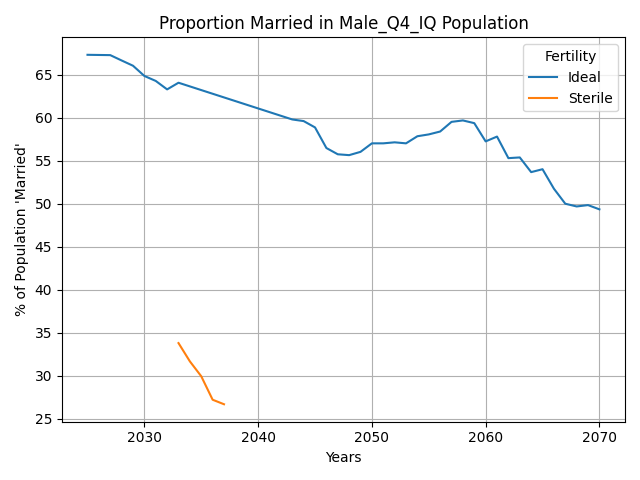 Proportion Married in Male_Q4_IQ Population
% of Population 'Married'
65
60
55
50
45
40
35
30
25
Fertility
Ideal
Sterile
2030 2040 2050 2060 2070
Years